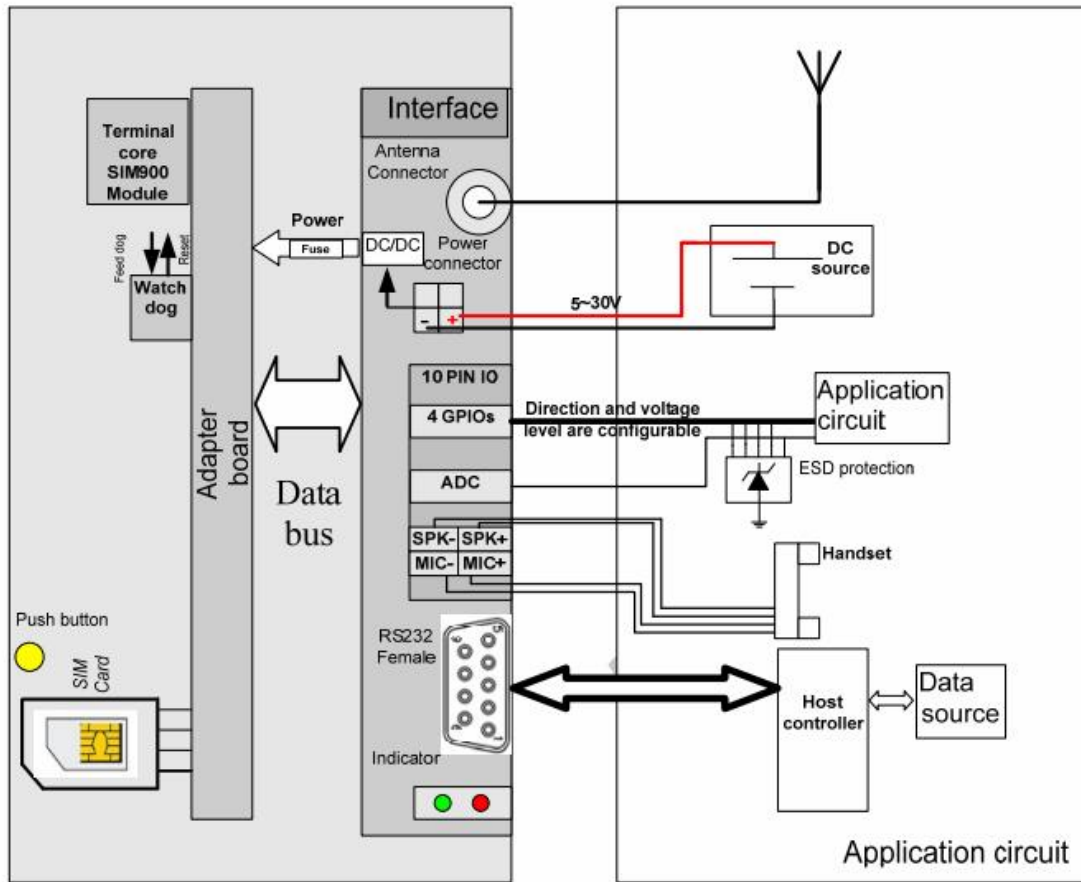 Interface
Terminal
core
SIM900
Module
Antenna
Connector
Power
Fuse
DC/DC
Power
connector
DC
source
Feed dog
Reset
Watch
dog
5~30V
-
+
10 PIN IO
4 GPIOs
Direction and voltage
level are configurable
Application
circuit
ESD protection
ADC
Adapter
board
Data
bus
SPK-
SPK+
MIC-
MIC+
Handset
Push button
RS232
Female
SIM
Card
Host
controller
Data
source
Indicator
Application circuit